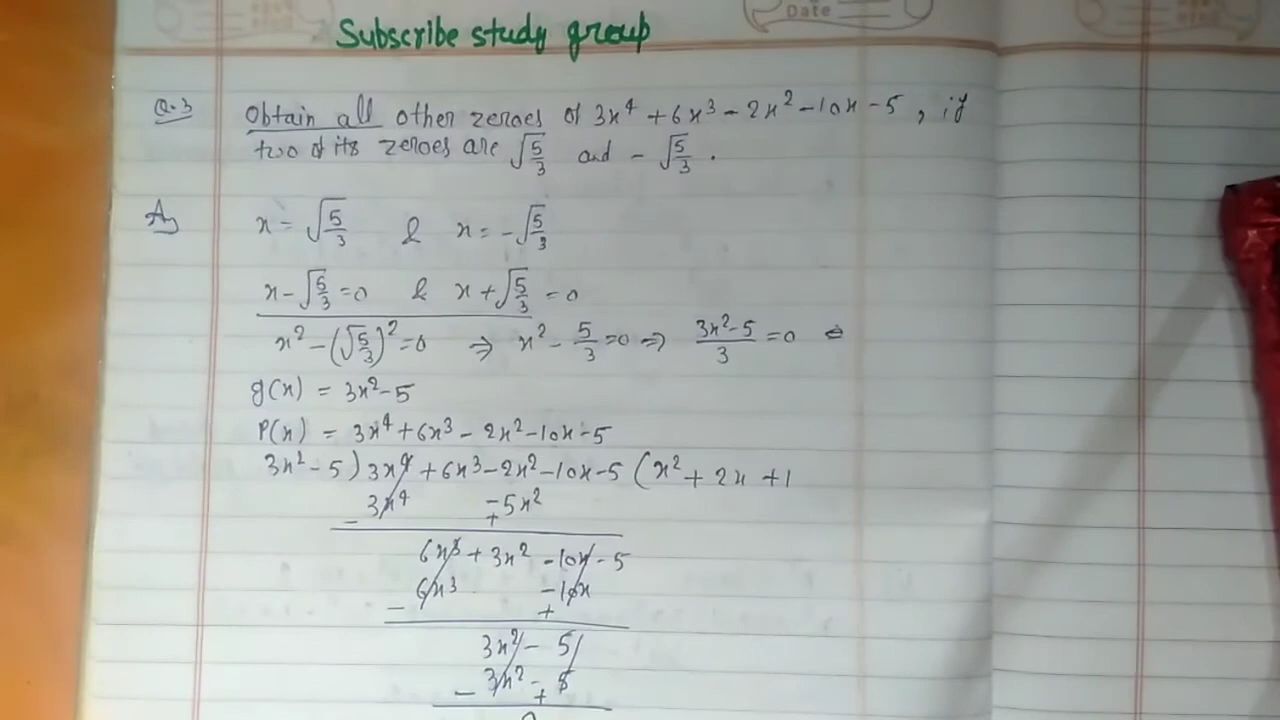 Date
Subscribe study group
Q.3 Obtain all other zeroes of 3x⁴ + 6x³ - 2x² - 10x - 5 , if
two of its zeroes are √5/3 and - √5/3 .
A x = √5/3 & x = -√5/3
x - √5/3 = 0 & x + √5/3 = 0
x² - (√5/3)² = 0 ⇒ x² - 5/3 = 0 ⇒ 3x²-5/3 = 0
g(x) = 3x² - 5
P(x) = 3x⁴ + 6x³ - 2x² - 10x - 5
3x² - 5 ) 3x⁴ + 6x³ - 2x² - 10x - 5 ( x² + 2x + 1
3x⁴ - 5x²
- +
6x³ + 3x² - 10x - 5
6x³ - 10x
- +
3x² - 5
3x² - 5
- +
0